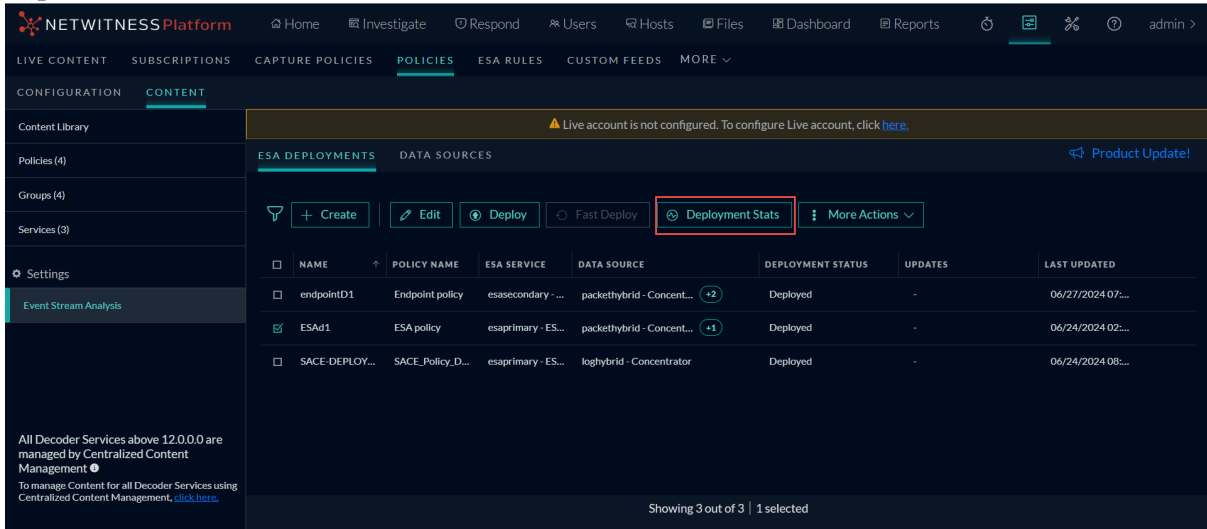 NETWITNESS Platform
Home Investigate Respond Users Hosts Files Dashboard Reports admin >
LIVE CONTENT SUBSCRIPTIONS CAPTURE POLICIES POLICIES ESA RULES CUSTOM FEEDS MORE
CONFIGURATION CONTENT
Content Library
Live account is not configured. To configure Live account, click here.
Policies (4)
ESA DEPLOYMENTS DATA SOURCES Product Update!
Groups (4)
+ Create Edit Deploy Fast Deploy Deployment Stats More Actions
Services (3)
NAME POLICY NAME ESA SERVICE DATA SOURCE DEPLOYMENT STATUS UPDATES LAST UPDATED
Settings
endpointD1 Endpoint policy esasecondary - ... packethybrid - Concent... +2 Deployed - 06/27/2024 07:...
Event Stream Analysis
ESAd1 ESA policy esaprimary - ES... packethybrid - Concent... +1 Deployed - 06/24/2024 02:...
SACE-DEPLOY... SACE_Policy_D... esaprimary - ES... loghybrid - Concentrator Deployed - 06/24/2024 08:...
All Decoder Services above 12.0.0.0 are
managed by Centralized Content
Management
To manage Content for all Decoder Services using
Centralized Content Management, click here.
Showing 3 out of 3 | 1 selected